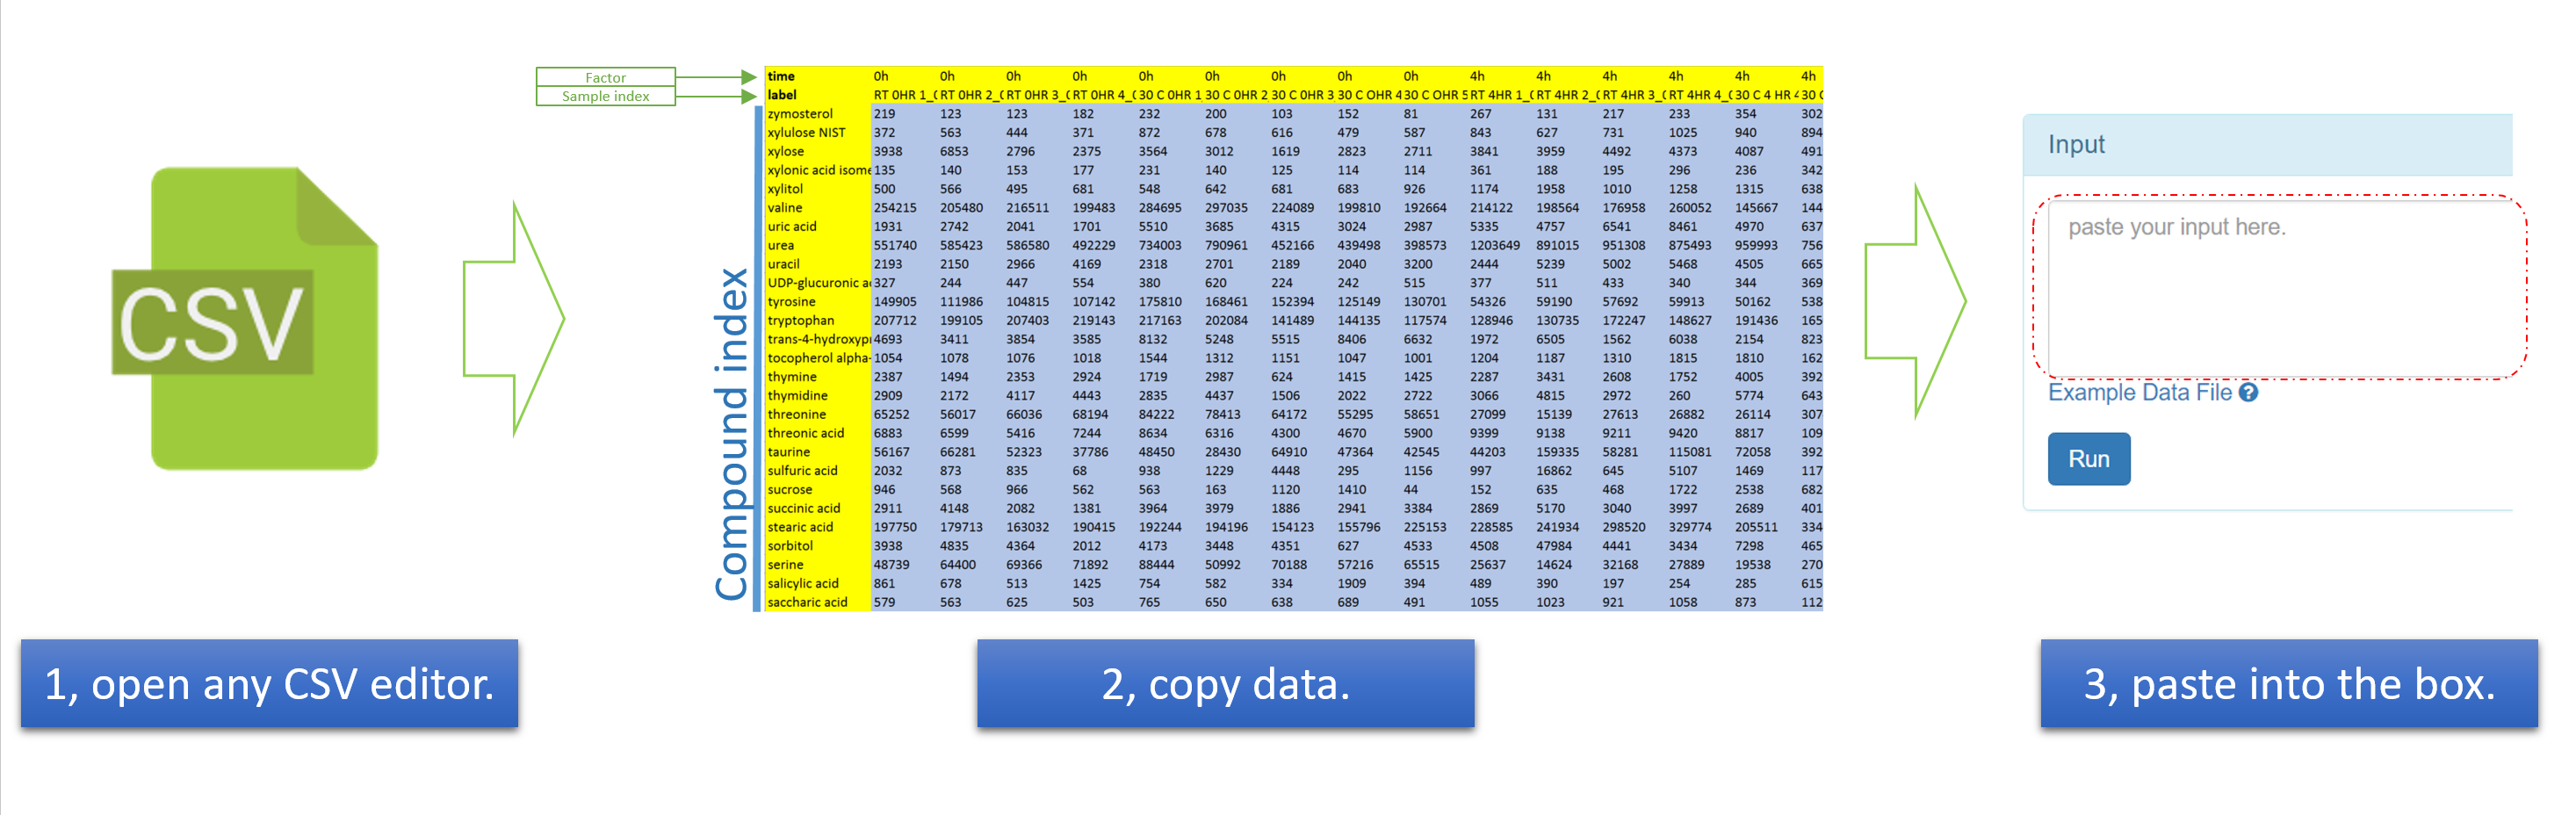 Factor
Sample index
time 0h 0h 0h 0h 0h 0h 0h 0h 0h 4h 4h 4h 4h 4h 4h
label RT 0HR 1_( RT 0HR 2_( RT 0HR 3_( RT 0HR 4_( 30 C 0HR 1 30 C 0HR 2 30 C 0HR 3 30 C OHR 4 30 C OHR 5 RT 4HR 1_( RT 4HR 2_( RT 4HR 3_( RT 4HR 4_( 30 C 4 HR 30
zymosterol 219 123 123 182 232 200 103 152 81 267 131 217 233 354 302
xylulose NIST 372 563 444 371 872 678 616 479 587 843 627 731 1025 940 894
xylose 3938 6853 2796 2375 3564 3012 1619 2823 2711 3841 3959 4492 4373 4087 491
xylonic acid isome 135 140 153 177 231 140 125 114 114 361 188 195 296 236 342
xylitol 500 566 495 681 548 642 681 683 926 1174 1958 1010 1258 1315 638
valine 254215 205480 216511 199483 284695 297035 224089 199810 192664 214122 198564 176958 260052 145667 144
uric acid 1931 2742 2041 1701 5510 3685 4315 3024 2987 5335 4757 6541 8461 4970 637
urea 551740 585423 586580 492229 734003 790961 452166 439498 398573 1203649 891015 951308 875493 959993 756
uracil 2193 2150 2966 4169 2318 2701 2189 2040 3200 2444 5239 5002 5468 4505 665
UDP-glucuronic a 327 244 447 554 380 620 224 242 515 377 511 433 340 344 369
tyrosine 149905 111986 104815 107142 175810 168461 152394 125149 130701 54326 59190 57692 59913 50162 538
tryptophan 207712 199105 207403 219143 217163 202084 141489 144135 117574 128946 130735 172247 148627 191436 165
trans-4-hydroxypr 4693 3411 3854 3585 8132 5248 5515 8406 6632 1972 6505 1562 6038 2154 823
tocopherol alpha- 1054 1078 1076 1018 1544 1312 1151 1047 1001 1204 1187 1310 1815 1810 162
thymine 2387 1494 2353 2924 1719 2987 624 1415 1425 2287 3431 2608 1752 4005 392
thymidine 2909 2172 4117 4443 2835 4437 1506 2022 2722 3066 4815 2972 260 5774 643
threonine 65252 56017 66036 68194 84222 78413 64172 55295 58651 27099 15139 27613 26882 26114 307
threonic acid 6883 6599 5416 7244 8634 6316 4300 4670 5900 9399 9138 9211 9420 8817 109
taurine 56167 66281 52323 37786 48450 28430 64910 47364 42545 44203 159335 58281 115081 72058 392
sulfuric acid 2032 873 835 68 938 1229 4448 295 1156 997 16862 645 5107 1469 117
sucrose 946 568 966 562 563 163 1120 1410 44 152 635 468 1722 2538 682
succinic acid 2911 4148 2082 1381 3964 3979 1886 2941 3384 2869 5170 3040 3997 2689 401
stearic acid 197750 179713 163032 190415 192244 194196 154123 155796 225153 228585 241934 298520 329774 205511 334
sorbitol 3938 4835 4364 2012 4173 3448 4351 627 4533 4508 47984 4441 3434 7298 465
serine 48739 64400 69366 71892 88444 50992 70188 57216 65515 25637 14624 32168 27889 19538 270
salicylic acid 861 678 513 1425 754 582 334 1909 394 489 390 197 254 285 615
saccharic acid 579 563 625 503 765 650 638 689 491 1055 1023 921 1058 873 112
Compound index
CSV
Input
paste your input here.
Example Data File ?
Run
1, open any CSV editor.
2, copy data.
3, paste into the box.